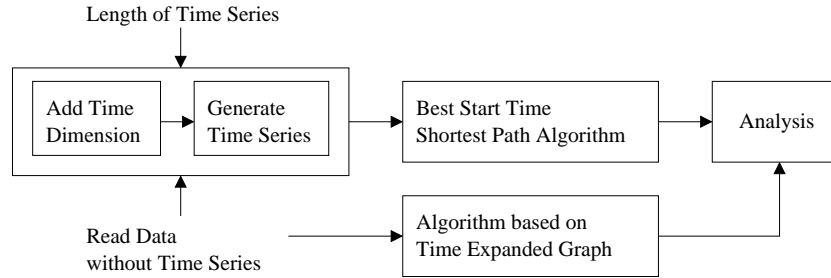 Length of Time Series
Add Time
Dimension
Generate
Time Series
Best Start Time
Shortest Path Algorithm
Analysis
Read Data
without Time Series
Algorithm based on
Time Expanded Graph